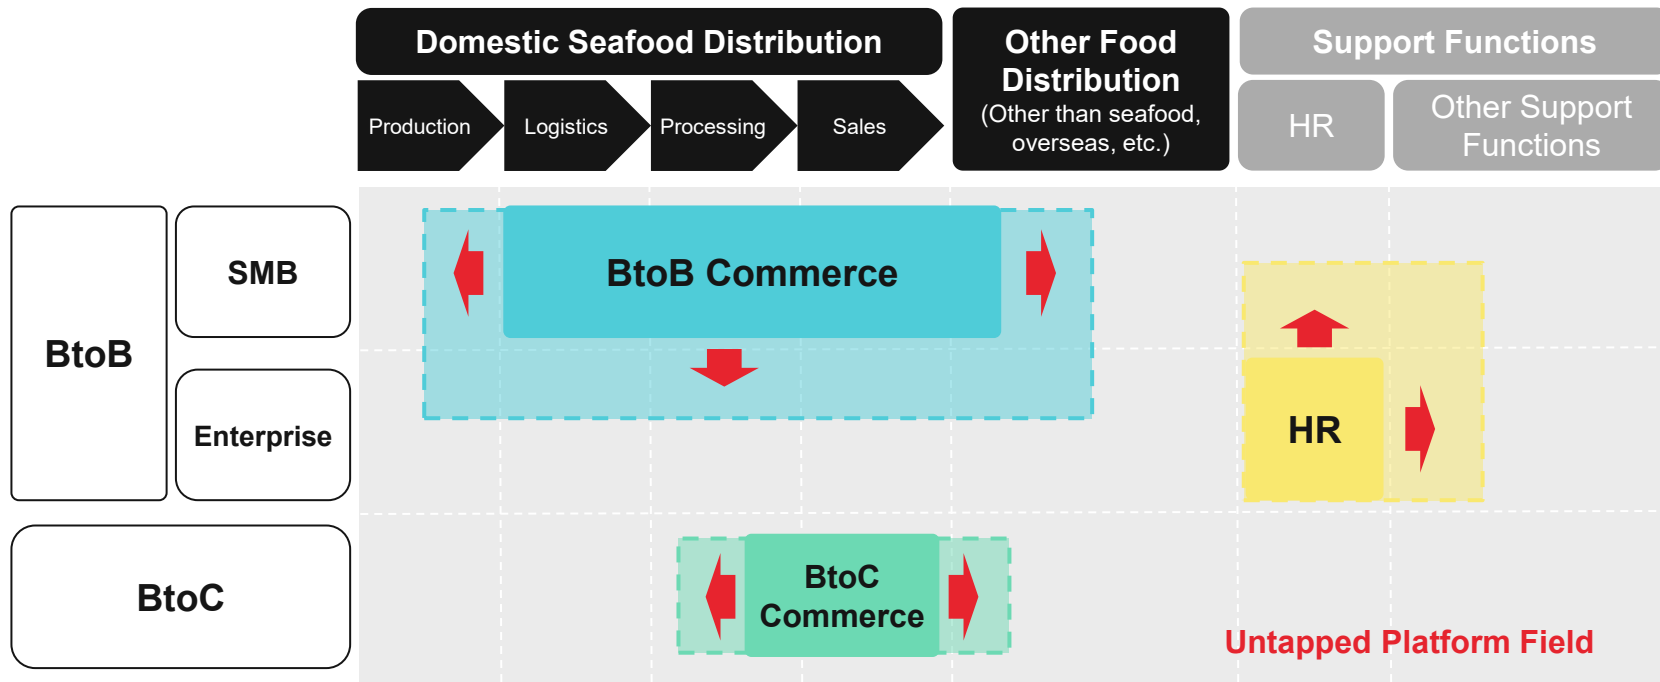 Domestic Seafood Distribution
Other Food
Distribution
(Other than seafood,
overseas, etc.)
Support Functions
Production
Logistics
Processing
Sales
HR
Other Support
Functions
BtoB
SMB
Enterprise
BtoC
BtoB Commerce
HR
BtoC
Commerce
Untapped Platform Field